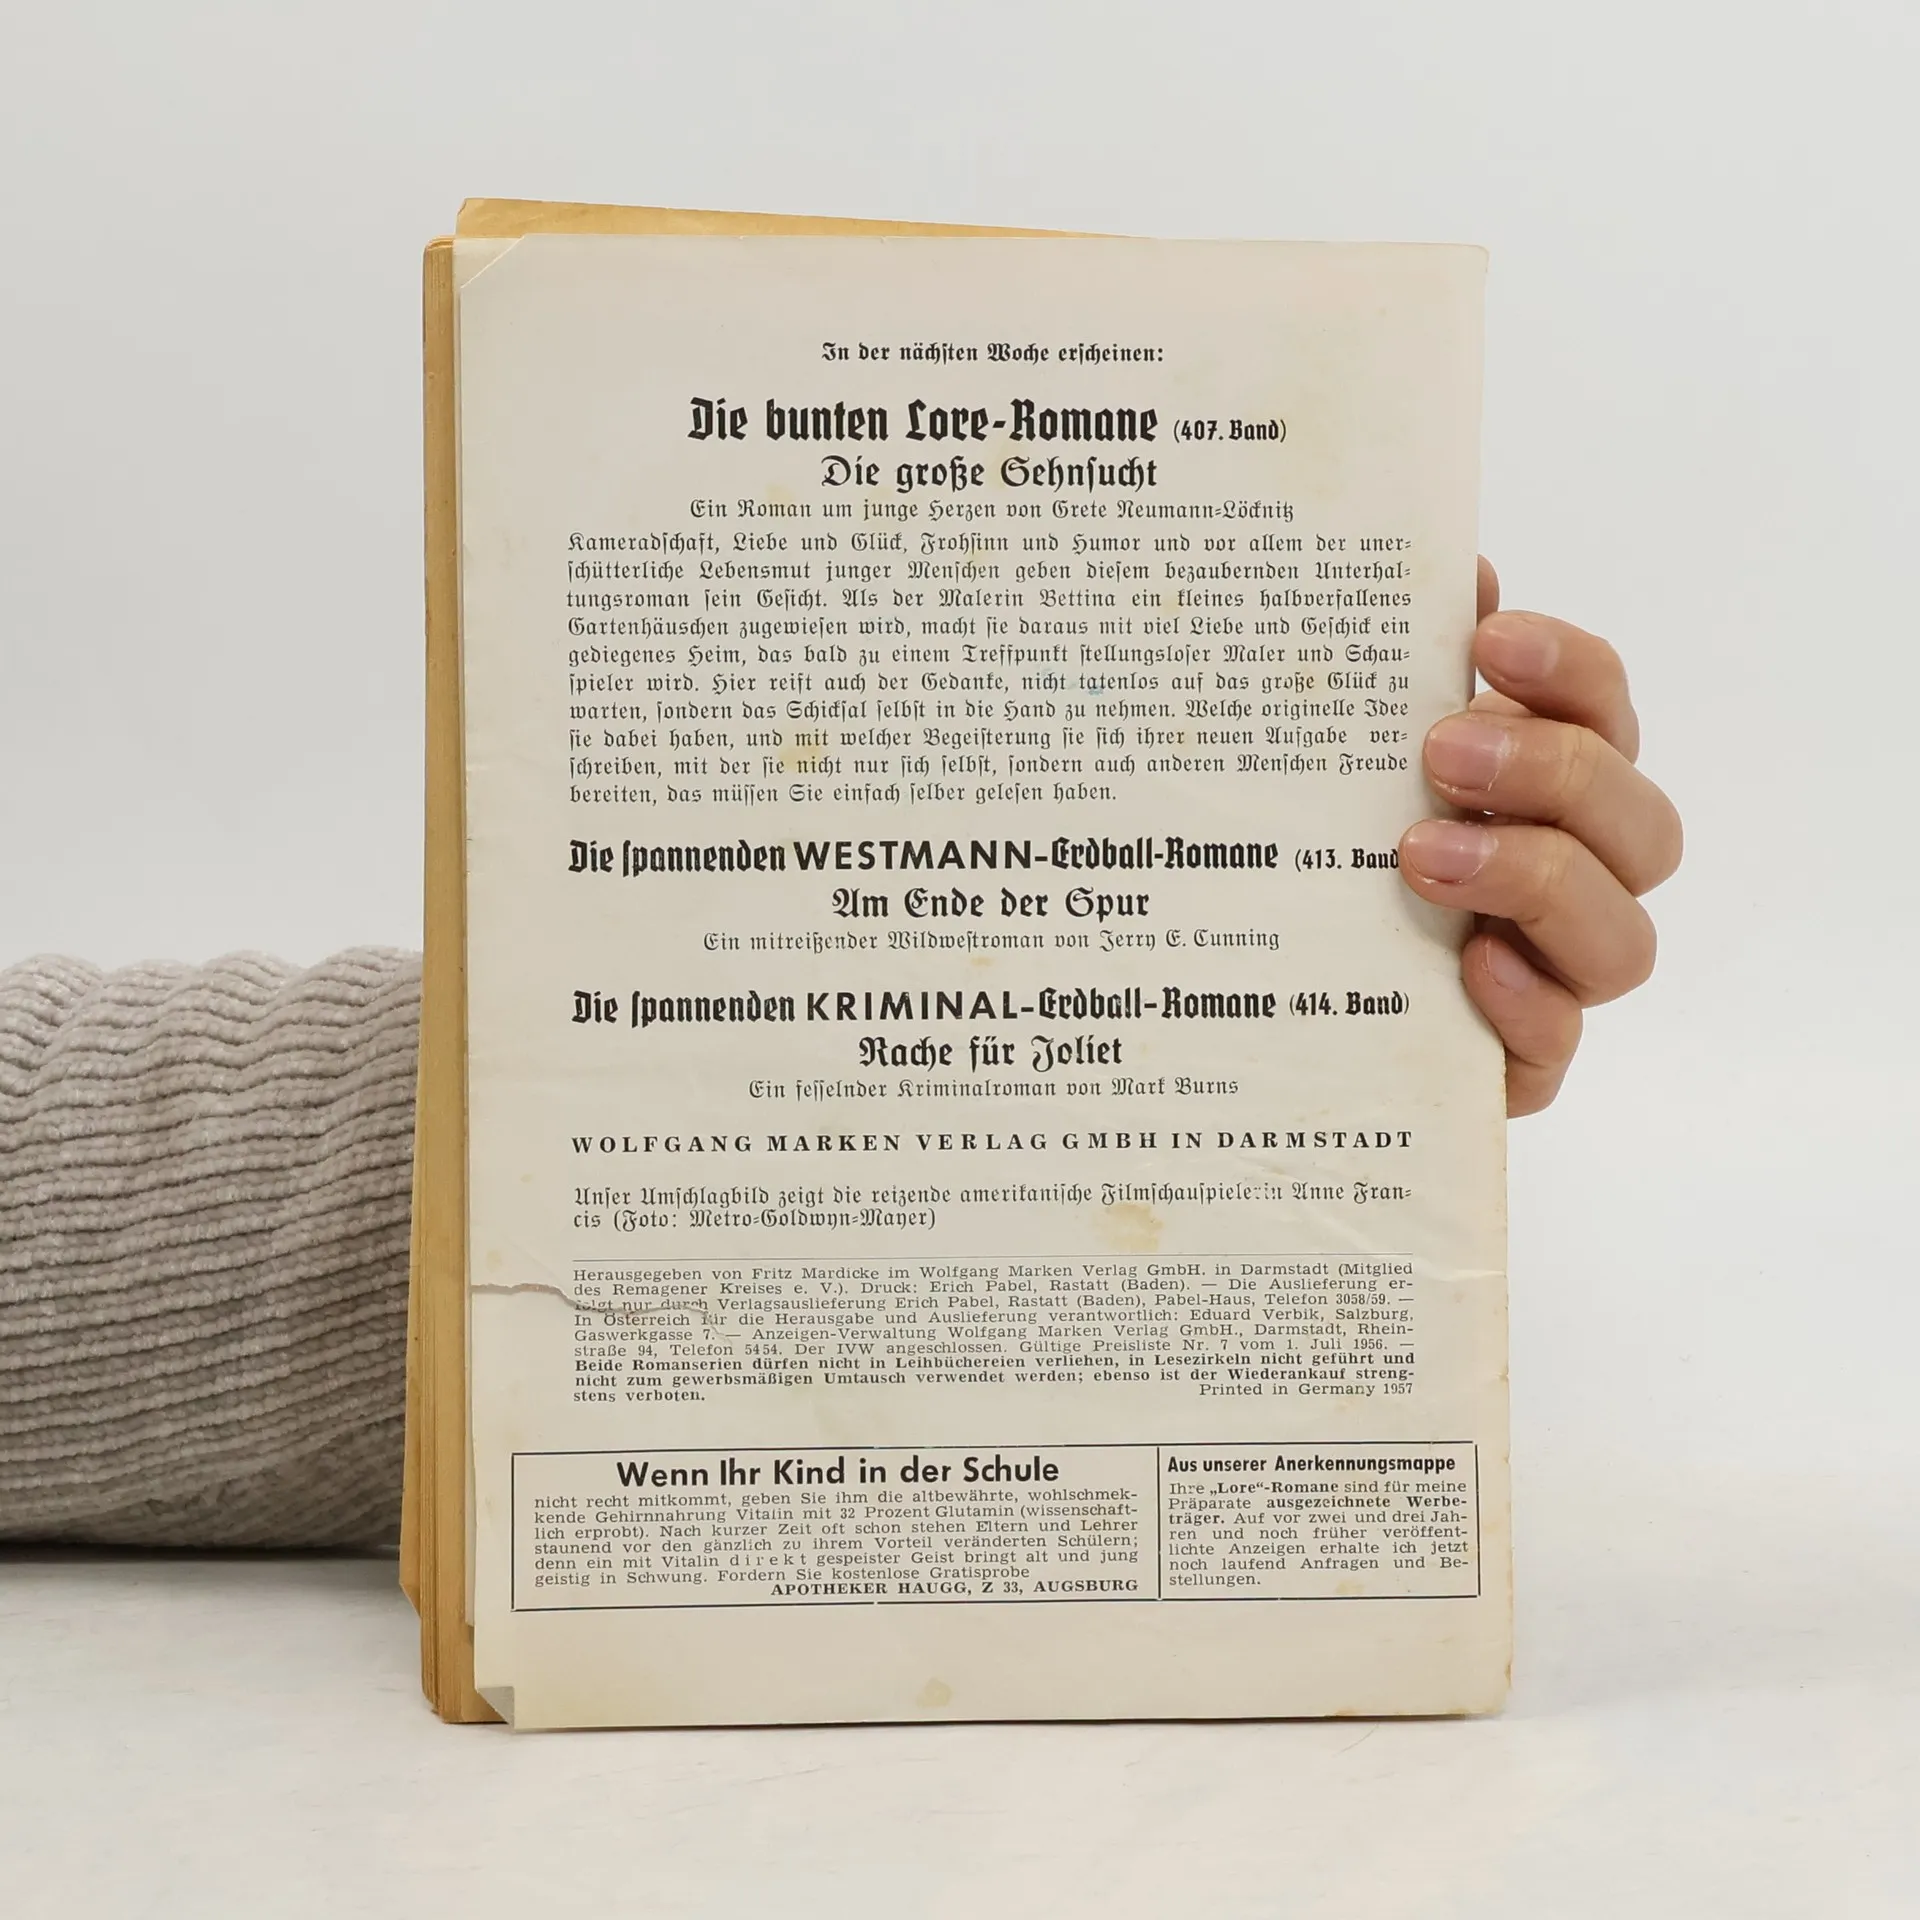 In der nächsten Woche erscheinen:
Die bunten Lore-Romane (407. Band)
Die große Sehnsucht
Ein Roman um junge Herzen von Grete Neumann-Löcknitz
Kameradschaft, Liebe und Glück, Frohsinn und Humor und vor allem der uner-
schütterliche Lebensmut junger Menschen geben diesem bezaubernden Unterhal-
tungsroman sein Gesicht. Als der Malerin Bettina ein kleines halbverfallenes
Gartenhäuschen zugewiesen wird, macht sie daraus mit viel Liebe und Geschick ein
gediegenes Heim, das bald zu einem Treffpunkt stellungsloser Maler und Schau-
spieler wird. Hier reift auch der Gedanke, nicht tatenlos auf das große Glück zu
warten, sondern das Schicksal selbst in die Hand zu nehmen. Welche originelle Idee
sie dabei haben, und mit welcher Begeisterung sie sich ihrer neuen Aufgabe ver-
schreiben, mit der sie nicht nur sich selbst, sondern auch anderen Menschen Freude
bereiten, das müssen Sie einfach selber gelesen haben.
Die spannenden WESTMANN-Erdball-Romane (413. Band
Am Ende der Spur
Ein mitreißender Wildwestroman von Jerry E. Cunning
Die spannenden KRIMINAL-Erdball-Romane (414. Band)
Rache für Joliet
Ein fesselnder Kriminalroman von Mark Burns
WOLFGANG MARKEN VERLAG GMBH IN DARMSTADT
Unser Umschlagbild zeigt die reizende amerikanische Filmschauspielerin Anne Fran-
cis (Foto: Metro-Goldwyn-Mayer)
Herausgegeben von Fritz Mardicke im Wolfgang Marken Verlag GmbH. in Darmstadt (Mitglied
des Remagener Kreises e. V.). Druck: Erich Pabel, Rastatt (Baden). — Die Auslieferung er-
folgt nur durch Verlagsauslieferung Erich Pabel, Rastatt (Baden), Pabel-Haus, Telefon 3058/59. —
In Österreich für die Herausgabe und Auslieferung verantwortlich: Eduard Verbik, Salzburg,
Gaswerkgasse 7. — Anzeigen-Verwaltung Wolfgang Marken Verlag GmbH., Darmstadt, Rhein-
straße 94, Telefon 5454. Der IVW angeschlossen. Gültige Preisliste Nr. 7 vom 1. Juli 1956. —
Beide Romanserien dürfen nicht in Leihbüchereien verliehen, in Lesezirkeln nicht geführt und
nicht zum gewerbsmäßigen Umtausch verwendet werden; ebenso ist der Wiederankauf streng-
stens verboten. Printed in Germany 1957
Wenn Ihr Kind in der Schule
nicht recht mitkommt, geben Sie ihm die altbewährte, wohlschmek-
kende Gehirnnahrung Vitalin mit 32 Prozent Glutamin (wissenschaft-
lich erprobt). Nach kurzer Zeit oft schon stehen Eltern und Lehrer
staunend vor den gänzlich zu ihrem Vorteil veränderten Schülern;
denn ein mit Vitalin direkt gespeister Geist bringt alt und jung
geistig in Schwung. Fordern Sie kostenlose Gratisprobe
APOTHEKER HAUGG, Z 33, AUGSBURG
Aus unserer Anerkennungsmappe
Ihre „Lore“-Romane sind für meine
Präparate ausgezeichnete Werbe-
träger. Auf vor zwei und drei Jah-
ren und noch früher veröffent-
lichte Anzeigen erhalte ich jetzt
noch laufend Anfragen und Be-
stellungen.